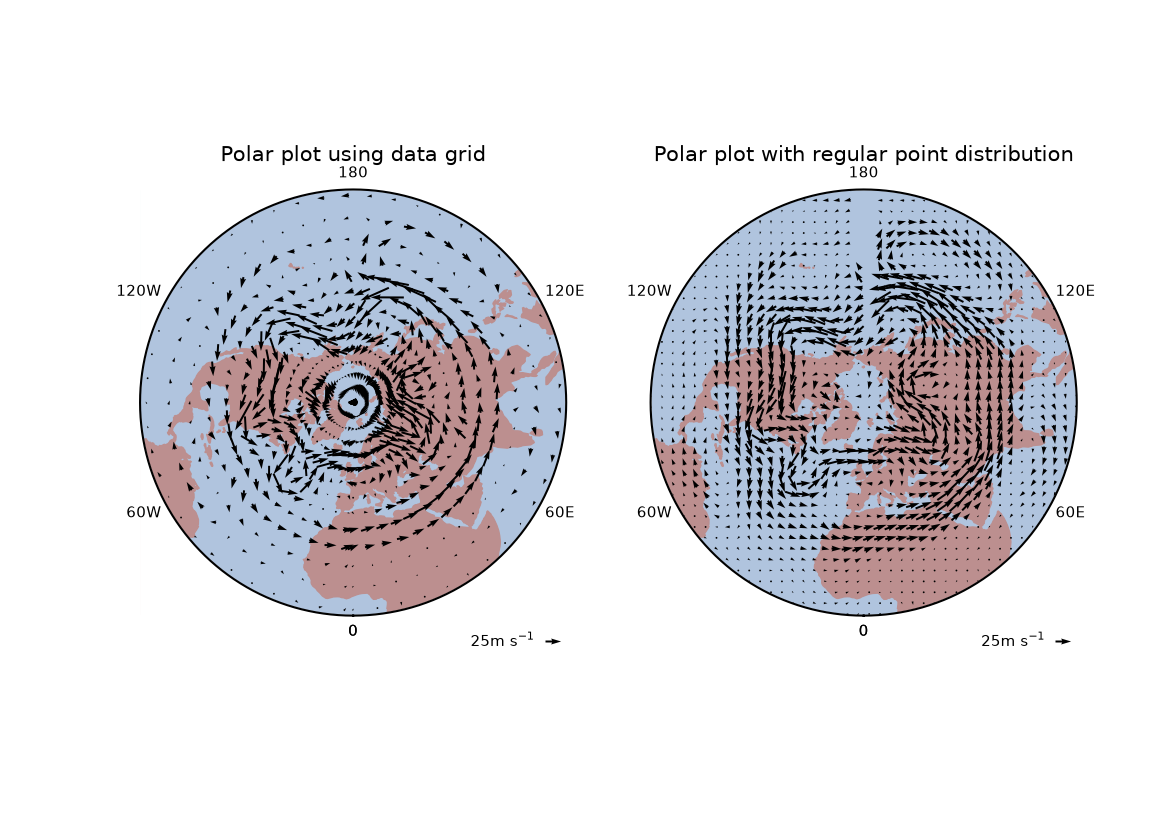 Polar plot using data grid
180
120W
120E
60W
60E
0
25m s⁻¹
Polar plot with regular point distribution
180
120W
120E
60W
60E
0
25m s⁻¹